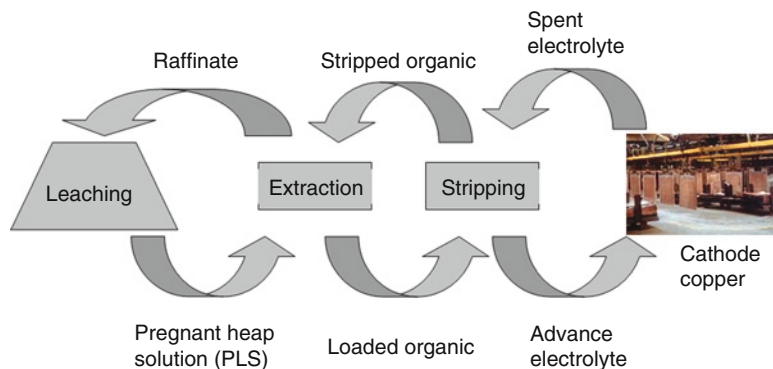 Spent
electrolyte
Raffinate
Stripped organic
Leaching
Extraction
Stripping
Cathode
copper
Pregnant heap
solution (PLS)
Loaded organic
Advance
electrolyte